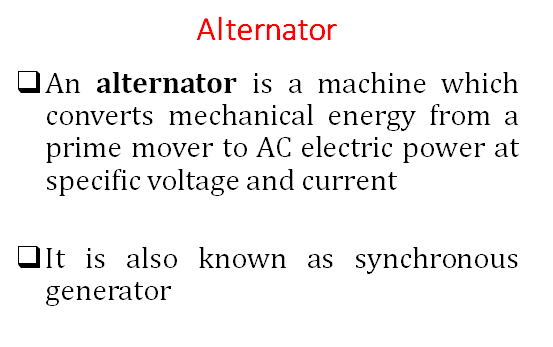 Alternator
❑An alternator is a machine which
converts mechanical energy from a
prime mover to AC electric power at
specific voltage and current
❑It is also known as synchronous
generator